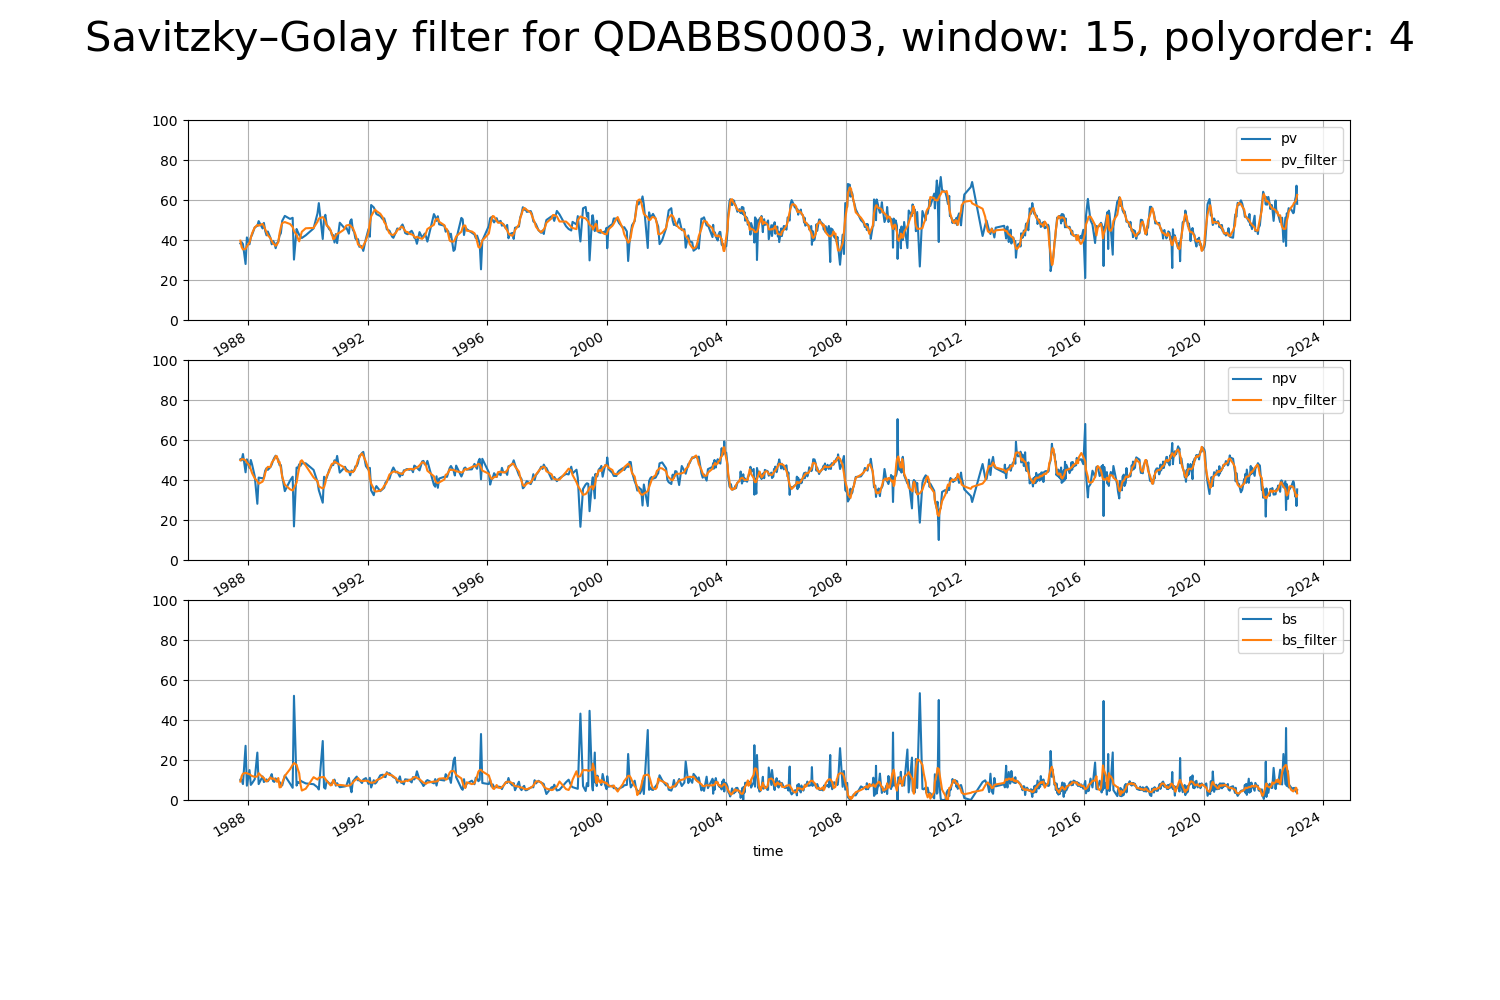 Savitzky–Golay filter for QDABBS0003, window: 15, polyorder: 4
100
80
60
40
20
0
pv
pv_filter
1988 1992 1996 2000 2004 2008 2012 2016 2020 2024
100
80
60
40
20
0
npv
npv_filter
1988 1992 1996 2000 2004 2008 2012 2016 2020 2024
100
80
60
40
20
0
bs
bs_filter
1988 1992 1996 2000 2004 2008 2012 2016 2020 2024
time